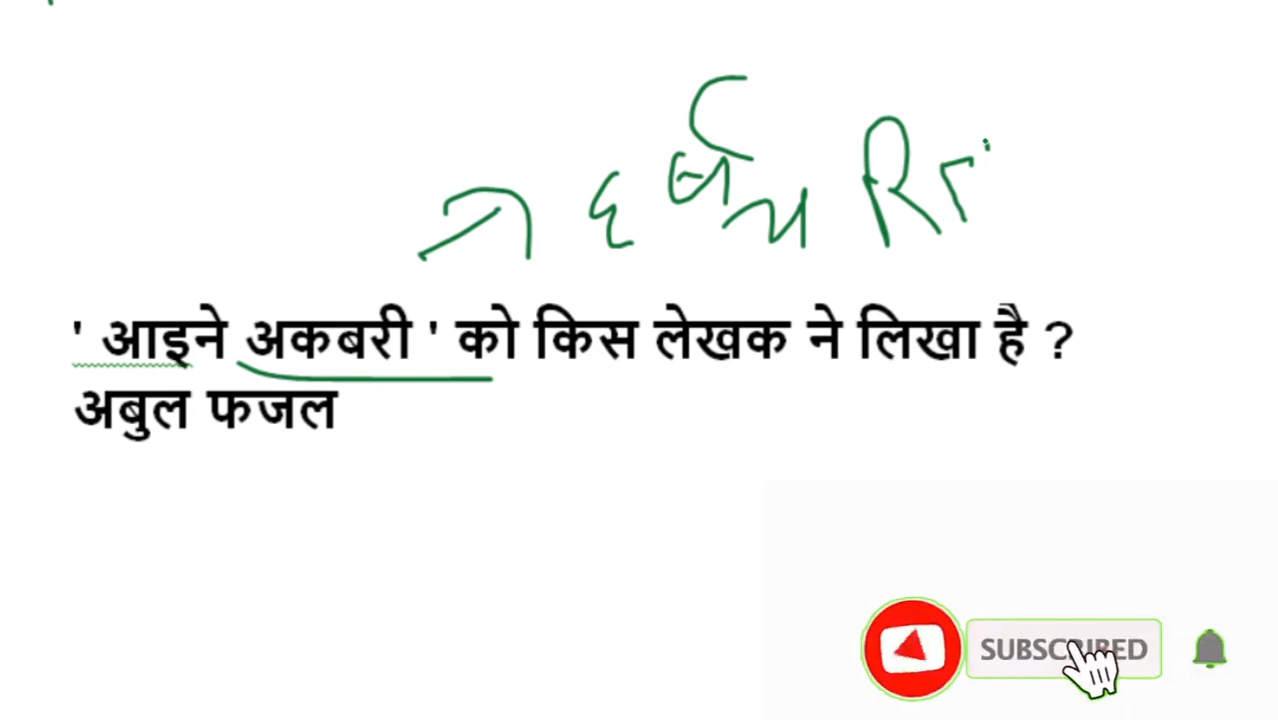 ' आइने अकबरी ' को किस लेखक ने लिखा है ?
अबुल फजल
SUBSCRIBED